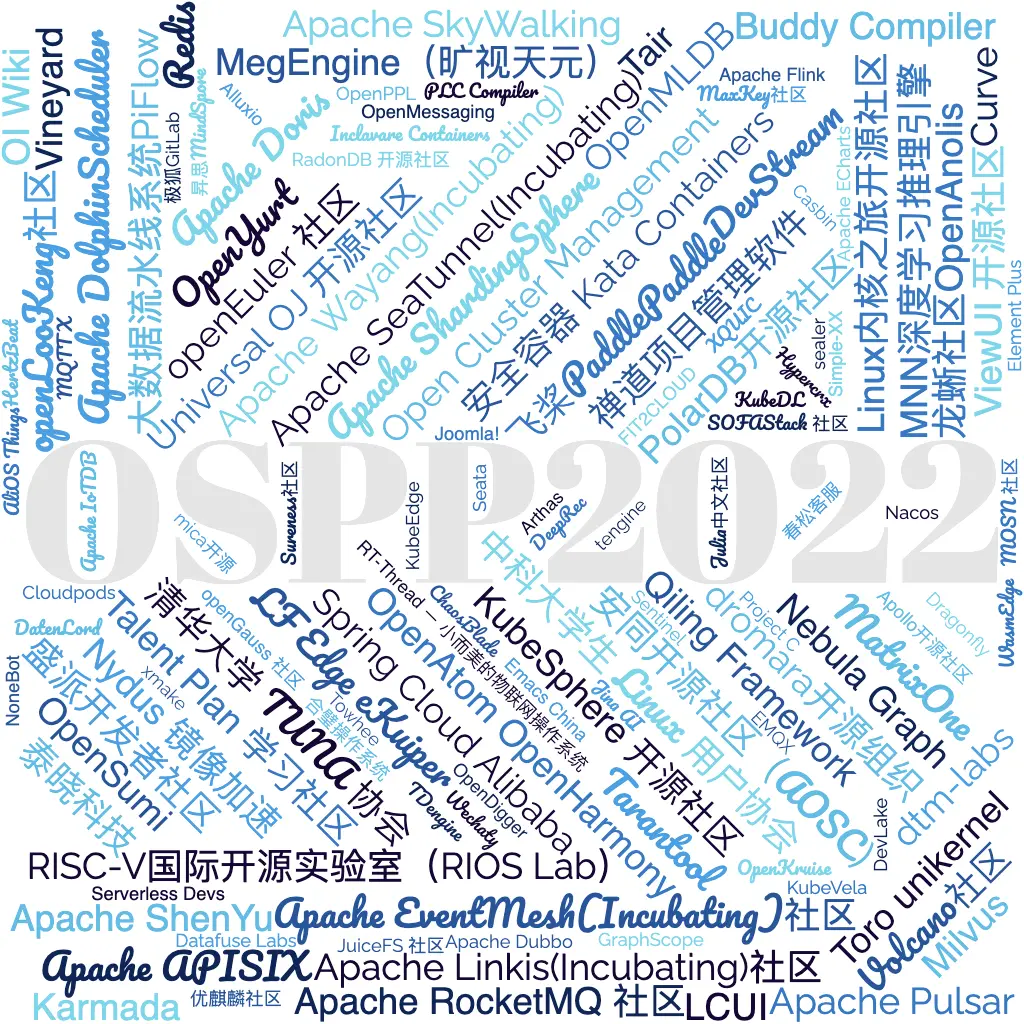 Apache SkyWalking
Buddy Compiler
OI Wiki
Vineyard
Redis
MegEngine（旷视天元）
Apache DolphinScheduler
大数据流水线系统PiFlow
极狐GitLab
昇思MindSpore
Alluxio
OpenPPL
PLC Compiler
OpenMessaging
Inclavare Containers
RadonDB 开源社区
Apache Doris
OpenYurt
openEuler 社区
Universal OJ 开源社区
Apache Wayang(Incubating)
Apache SeaTunnel(Incubating)
Tair
Apache ShardingSphere
OpenMLDB
Open Cluster Management
安全容器 Kata Containers
飞桨PaddlePaddle
DevStream
禅道项目管理软件
XQUIC
FIT2CLOUD
PolarDB开源社区
Apache Flink
MaxKey社区
Casbin
Apache ECharts
Linux内核之旅开源社区
MNN深度学习推理引擎
龙蜥社区OpenAnolis
Curve
ViewUI 开源社区
Element Plus
sealer
Simple-XX
Hypercrx
KubeDL
SOFAStack 社区
openLooKeng社区
MQTTX
HertzBeat
AliOS Things
Joomla!
OSPP2022
Apache IoTDB
mica开源
Sureness社区
KubeEdge
Seata
Arthas
DeepRec
tengine
Julia中文社区
春松客服
Nacos
MOSN 社区
WasmEdge
Cloudpods
DatenLord
NoneBot
盛派开发者社区
OpenSumi
泰晓科技
Talent Plan 学习社区
Nydus 镜像加速
xmake
清华大学 TUNA 协会
openGauss 社区
rowhee
合龘操作系统
LF Edge eKuiper
TDengine
Spring Cloud Alibaba
Wechaty
OpenDigger
RT-Thread 一 小而美的物联网操作系统
ChaosBlade
OpenAtom OpenHarmony
Emacs China
Jina AI
KubeSphere 开源社区
Tarantool
中科大学生 Linux 用户协会
安同开源社区（AOSC）
Sentinel
EMQX
Qiling Framework
Project C
dromara开源组织
Nebula Graph
MatrixOne
Apollo开源社区
Dragonfly
dtm-labs
DevLake
OpenKruise
KubeVela
Toro unikernel
Volcano社区
Milvus
RISC-V国际开源实验室（RIOS Lab）
Serverless Devs
Apache ShenYu
Apache EventMesh(Incubating)社区
Datafuse Labs
JuiceFS 社区
Apache Dubbo
GraphScope
Apache APISIX
Apache Linkis(Incubating)社区
Karmada
优麒麟社区
Apache RocketMQ 社区
LCUI
Apache Pulsar